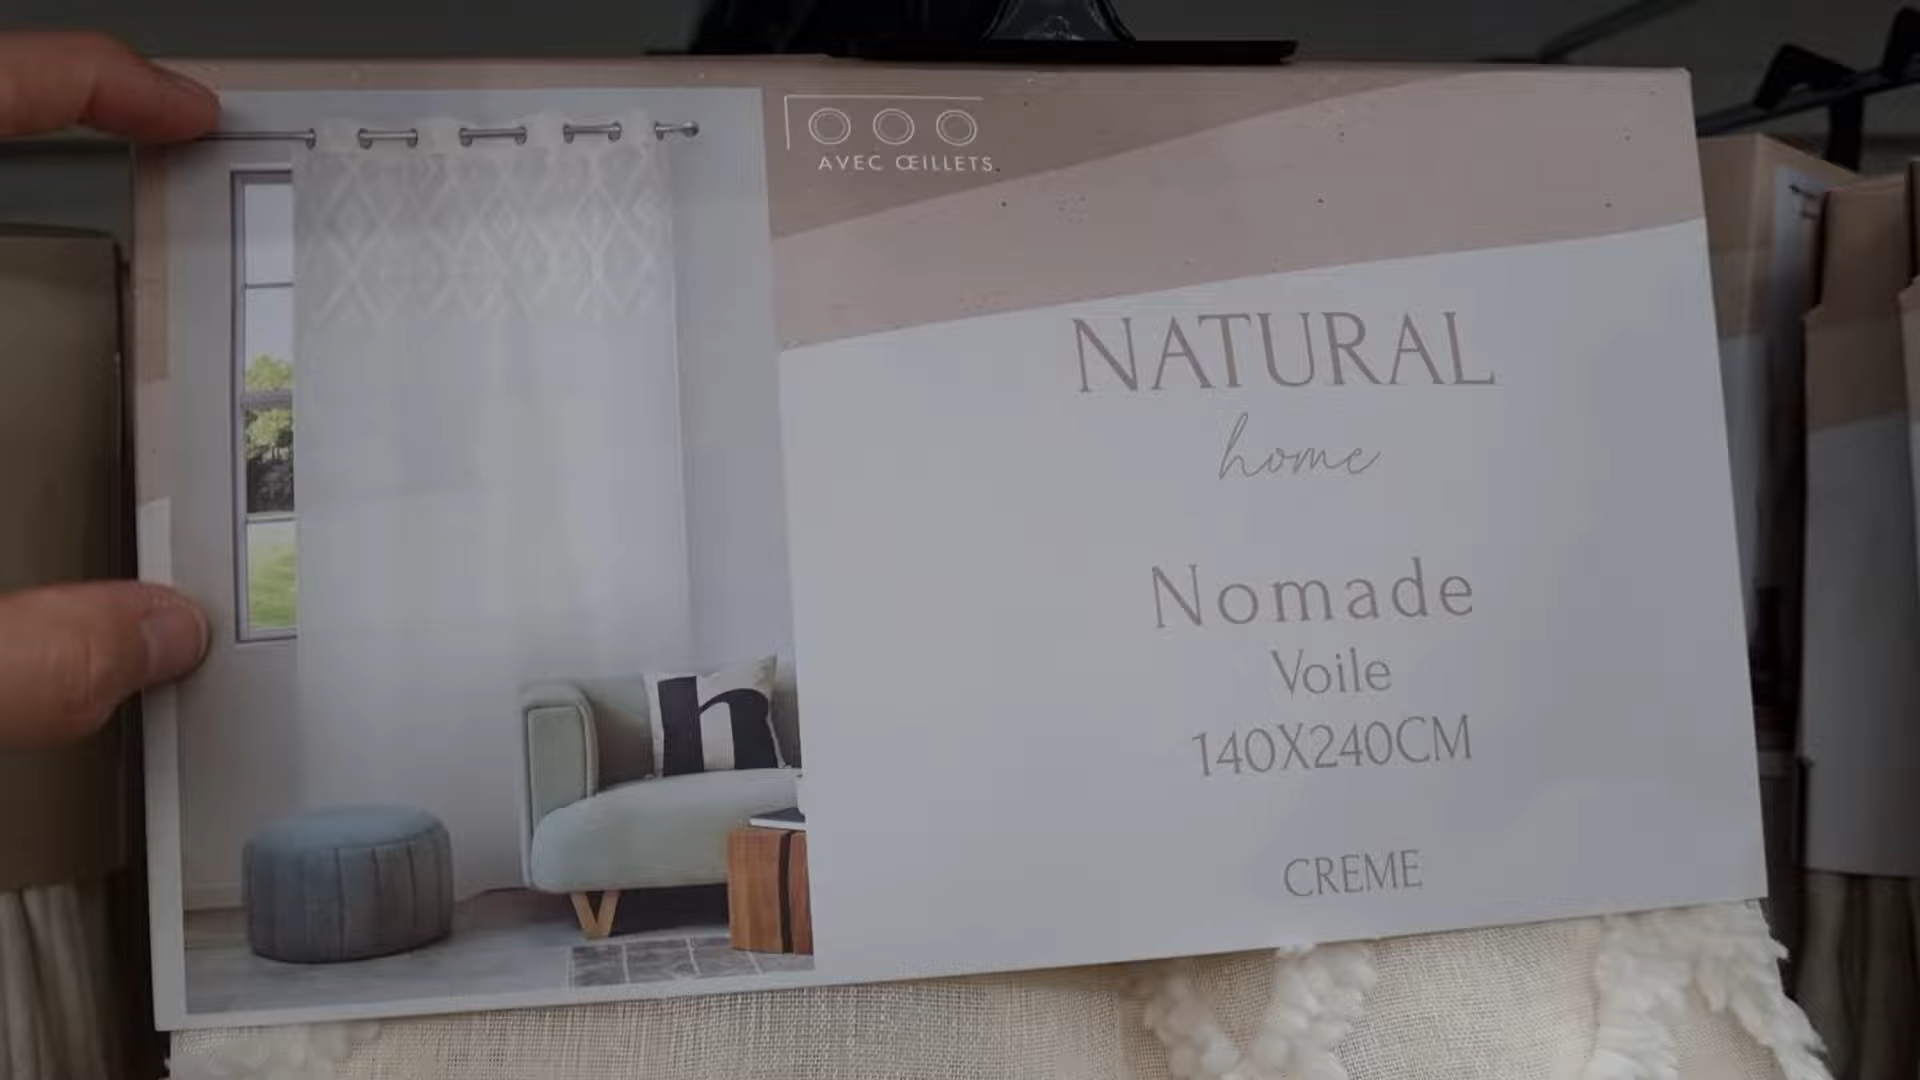 AVEC ŒILLETS.
NATURAL
home
Nomade
Voile
140X240CM
CREME
h